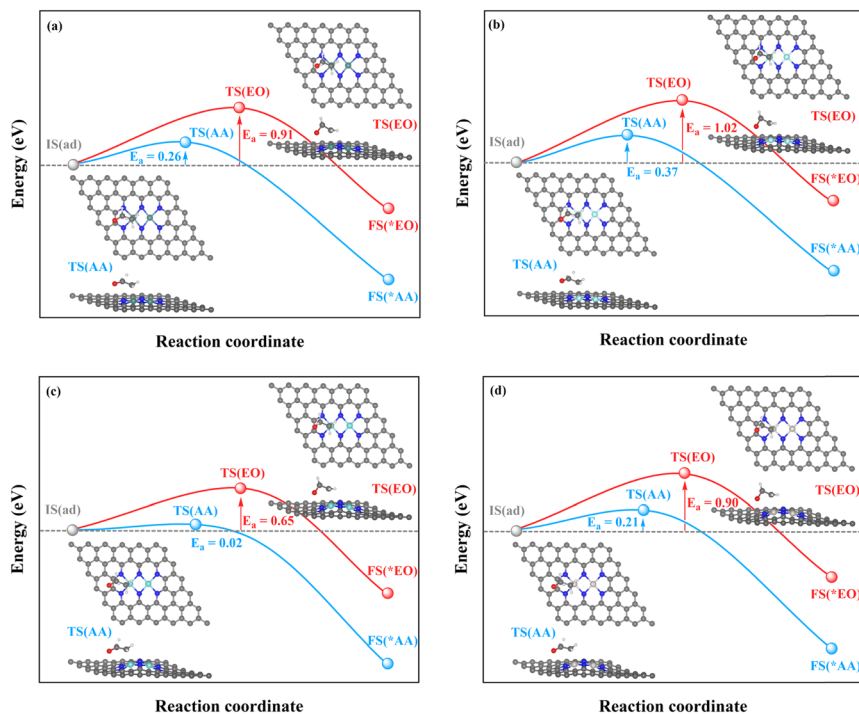 (a)
TS(EO)
TS(AA)
IS(ad)
Ea = 0.26
Ea = 0.91
TS(EO)
FS(*EO)
TS(AA)
FS(*AA)
Energy (eV)
Reaction coordinate
(b)
TS(EO)
TS(AA)
IS(ad)
Ea = 1.02
Ea = 0.37
TS(EO)
FS(*EO)
TS(AA)
FS(*AA)
Energy (eV)
Reaction coordinate
(c)
TS(EO)
TS(EO)
TS(AA)
IS(ad)
Ea = 0.65
Ea = 0.02
FS(*EO)
TS(AA)
FS(*AA)
Energy (eV)
Reaction coordinate
(d)
TS(EO)
TS(EO)
TS(AA)
IS(ad)
Ea = 0.90
Ea = 0.21
FS(*EO)
TS(AA)
FS(*AA)
Energy (eV)
Reaction coordinate